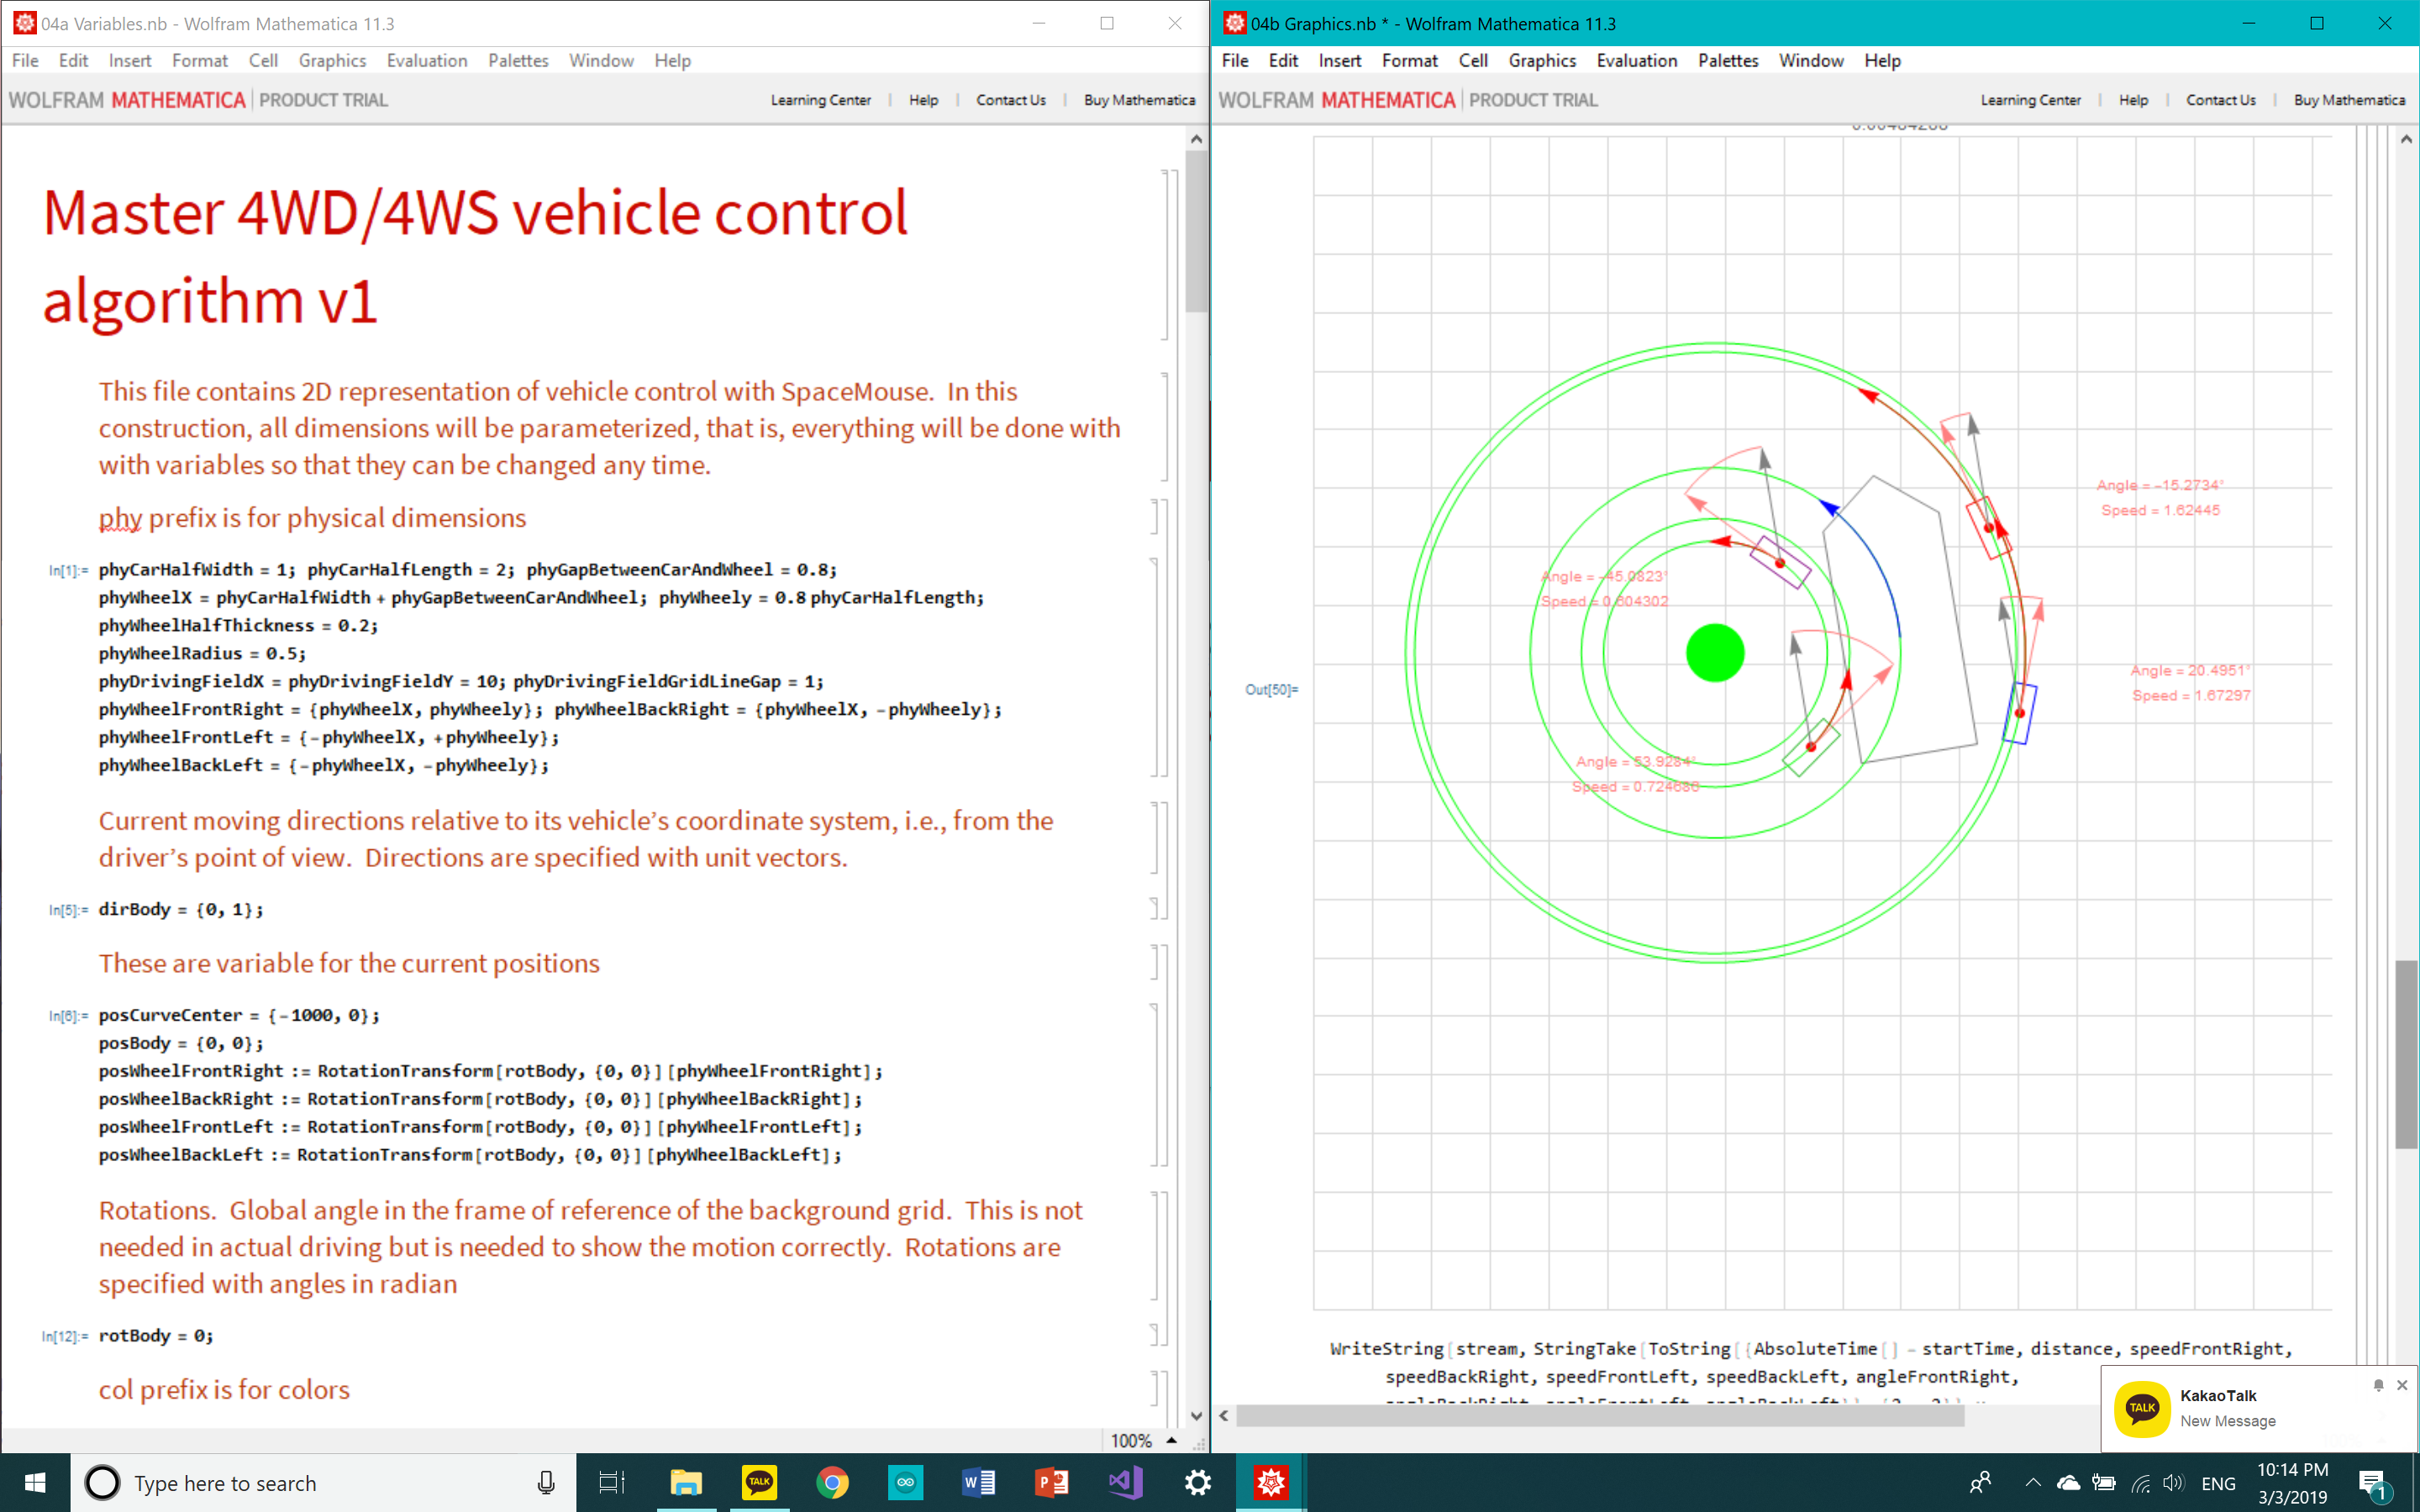 04a Variables.nb - Wolfram Mathematica 11.3
File Edit Insert Format Cell Graphics Evaluation Palettes Window Help
WOLFRAM MATHEMATICA PRODUCT TRIAL
Learning Center Help Contact Us Buy Mathematica
Master 4WD/4WS vehicle control
algorithm v1
This file contains 2D representation of vehicle control with SpaceMouse. In this
construction, all dimensions will be parameterized, that is, everything will be done with
with variables so that they can be changed any time.
phy prefix is for physical dimensions
In[1]:= phyCarHalfWidth = 1; phyCarHalfLength = 2; phyGapBetweenCarAndWheel = 0.8;
phyWheelX = phyCarHalfWidth + phyGapBetweenCarAndWheel; phyWheely = 0.8 phyCarHalfLength;
phyWheelHalfThickness = 0.2;
phyWheelRadius = 0.5;
phyDrivingFieldX = phyDrivingFieldY = 10; phyDrivingFieldGridLineGap = 1;
phyWheelFrontRight = {phyWheelX, phyWheely}; phyWheelBackRight = {phyWheelX, -phyWheely};
phyWheelFrontLeft = {-phyWheelX, +phyWheely};
phyWheelBackLeft = {-phyWheelX, -phyWheely};
Current moving directions relative to its vehicle’s coordinate system, i.e., from the
driver’s point of view. Directions are specified with unit vectors.
In[5]:= dirBody = {0, 1};
These are variable for the current positions
In[6]:= posCurveCenter = {-1000, 0};
posBody = {0, 0};
posWheelFrontRight := RotationTransform[rotBody, {0, 0}][phyWheelFrontRight];
posWheelBackRight := RotationTransform[rotBody, {0, 0}][phyWheelBackRight];
posWheelFrontLeft := RotationTransform[rotBody, {0, 0}][phyWheelFrontLeft];
posWheelBackLeft := RotationTransform[rotBody, {0, 0}][phyWheelBackLeft];
Rotations. Global angle in the frame of reference of the background grid. This is not
needed in actual driving but is needed to show the motion correctly. Rotations are
specified with angles in radian
In[12]:= rotBody = 0;
col prefix is for colors
100%
04b Graphics.nb * - Wolfram Mathematica 11.3
File Edit Insert Format Cell Graphics Evaluation Palettes Window Help
WOLFRAM MATHEMATICA PRODUCT TRIAL
Learning Center Help Contact Us Buy Mathematica
Angle = -15.2734°
Speed = 1.62445
Angle = -45.0823°
Speed = 0.604302
Angle = 20.4951°
Speed = 1.67297
Out[50]=
Angle = 53.9284°
Speed = 0.724686
WriteString[stream, StringTake[ToString[{AbsoluteTime[] - startTime, distance, speedFrontRight,
speedBackRight, speedFrontLeft, speedBackLeft, angleFrontRight,
TALK
KakaoTalk
New Message
Type here to search
TALK
ENG
10:14 PM
3/3/2019
1